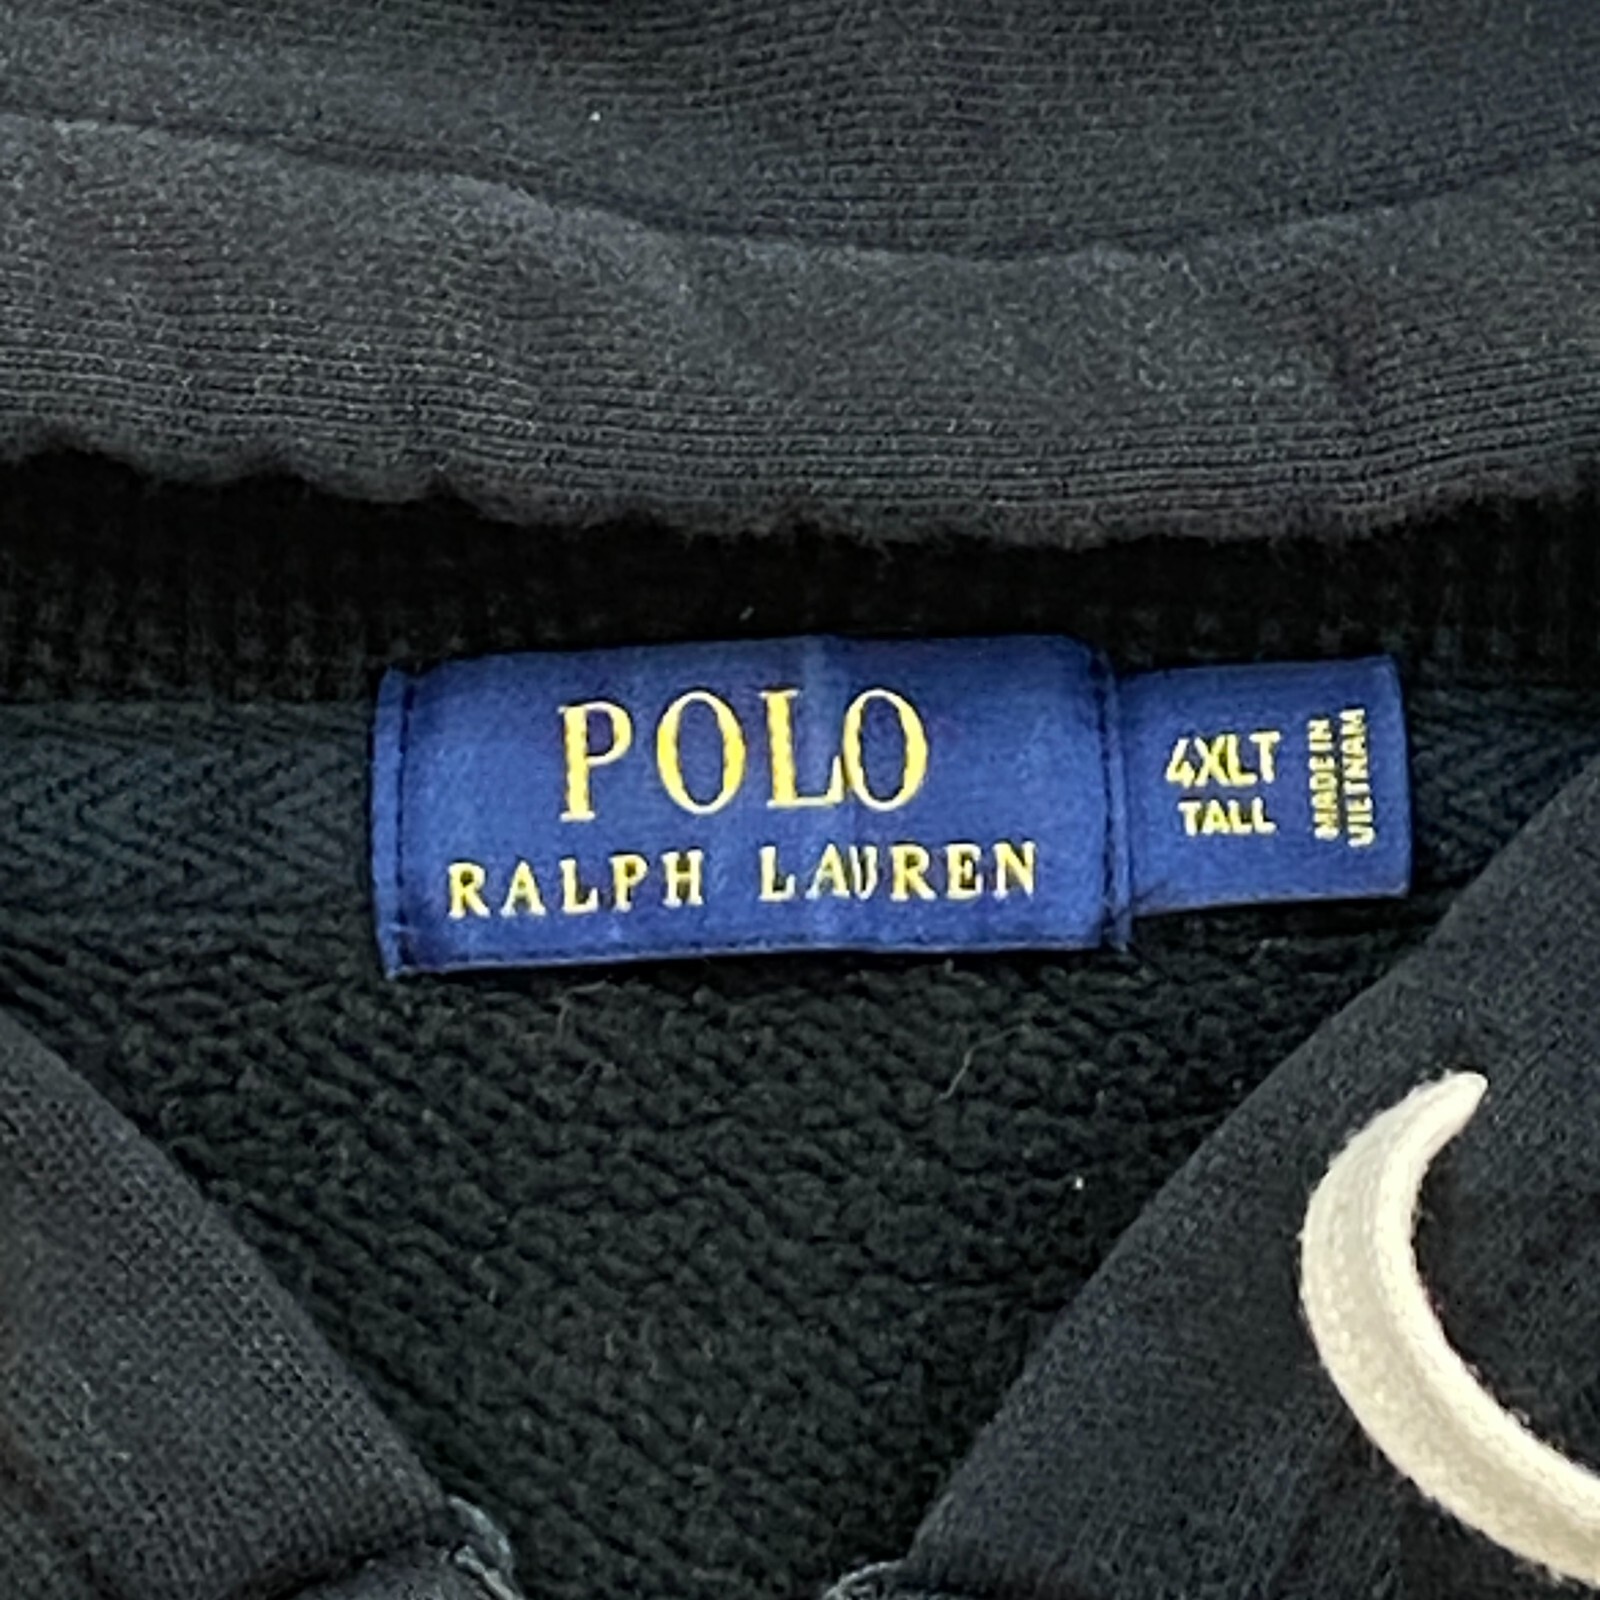 POLO
RALPH LAUREN
4XLT
TALL
MADE IN
VIETNAM